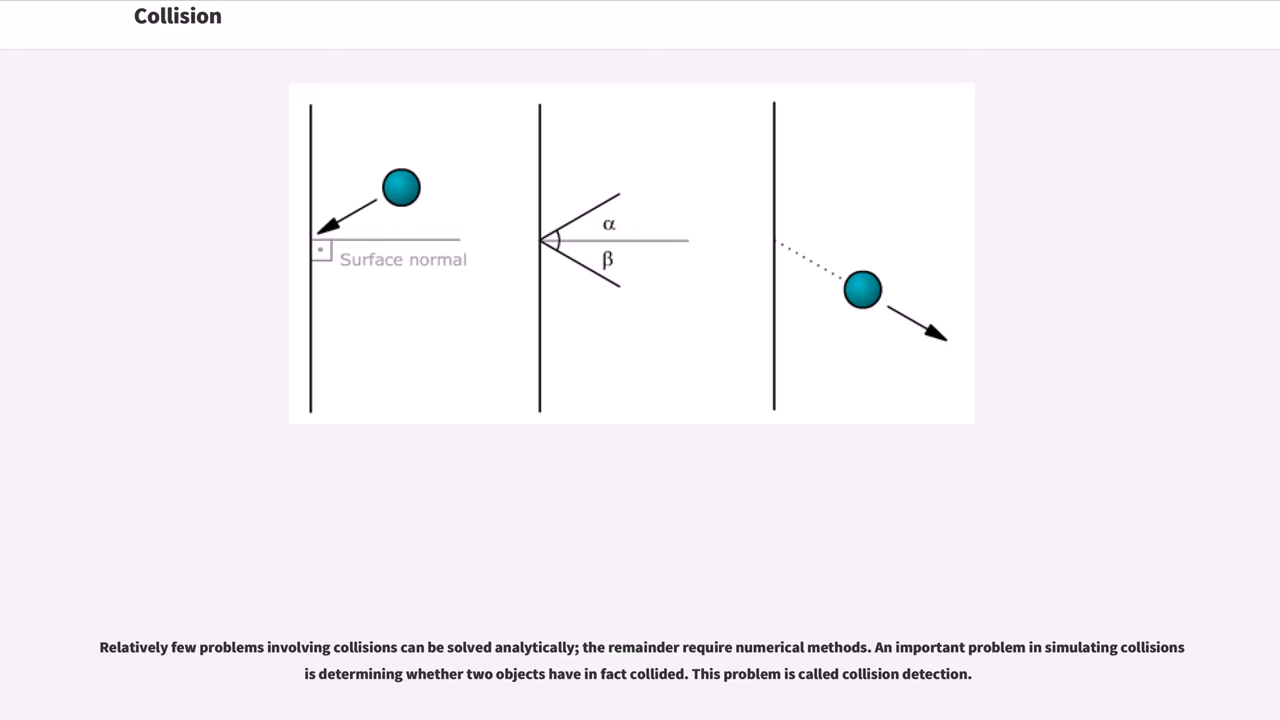 Collision
Surface normal
α
β
Relatively few problems involving collisions can be solved analytically; the remainder require numerical methods. An important problem in simulating collisions
is determining whether two objects have in fact collided. This problem is called collision detection.